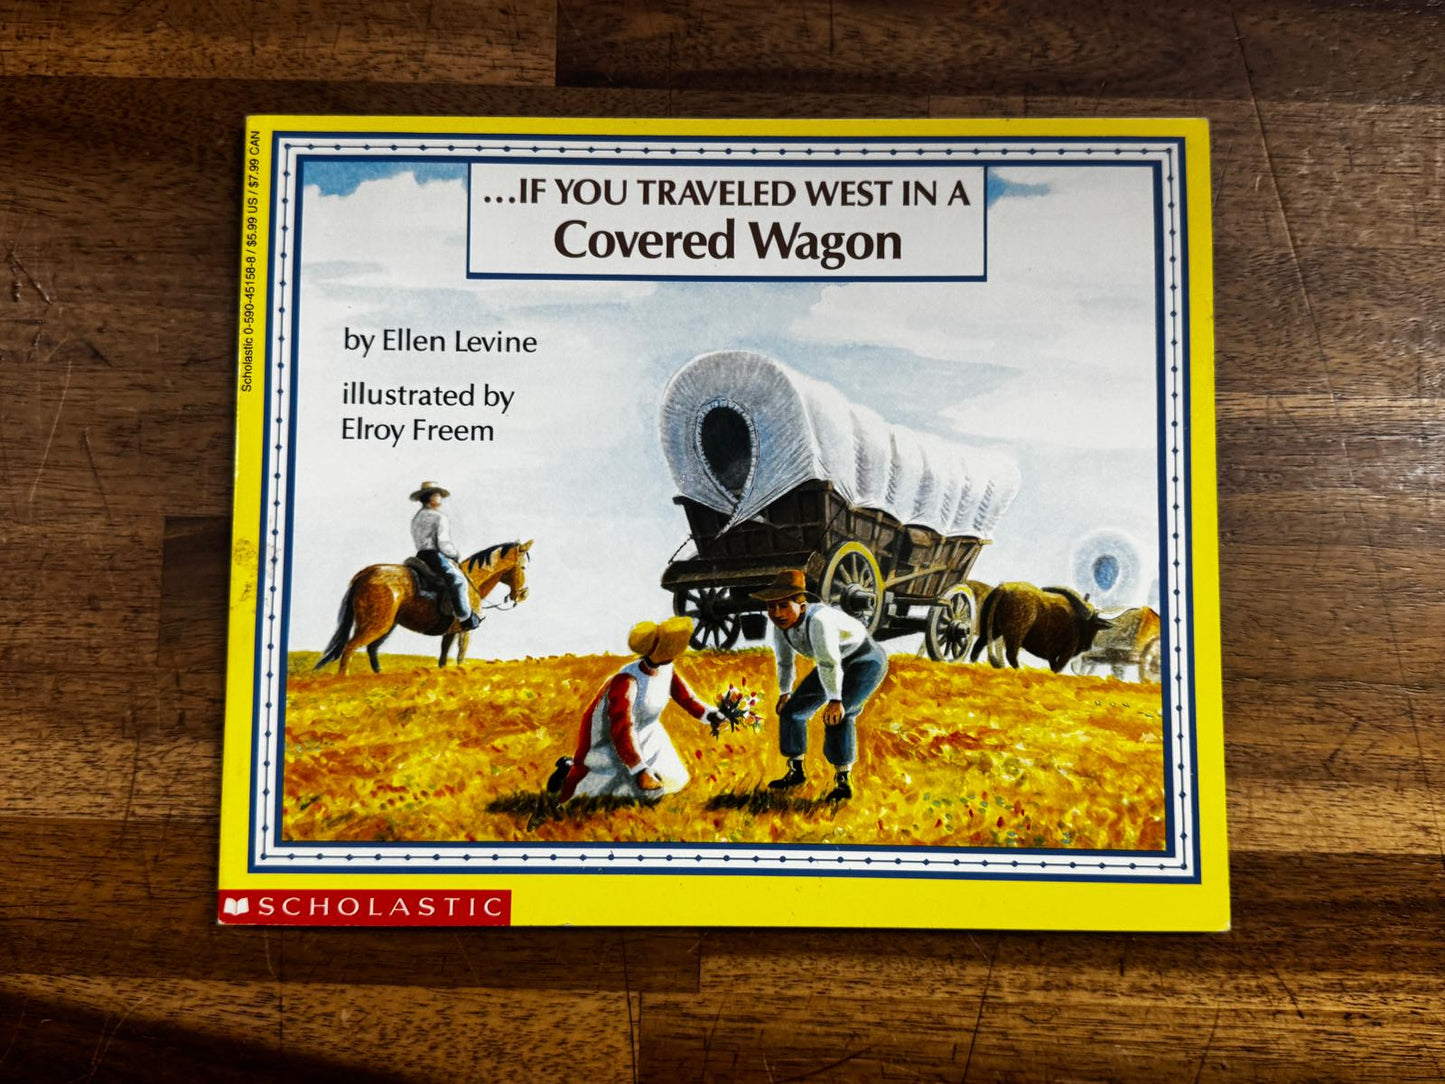 ...IF YOU TRAVELED WEST IN A
Covered Wagon
by Ellen Levine
illustrated by
Elroy Freem
Scholastic 0-590-45158-8 / $5.99 US / $7.99 CAN
SCHOLASTIC